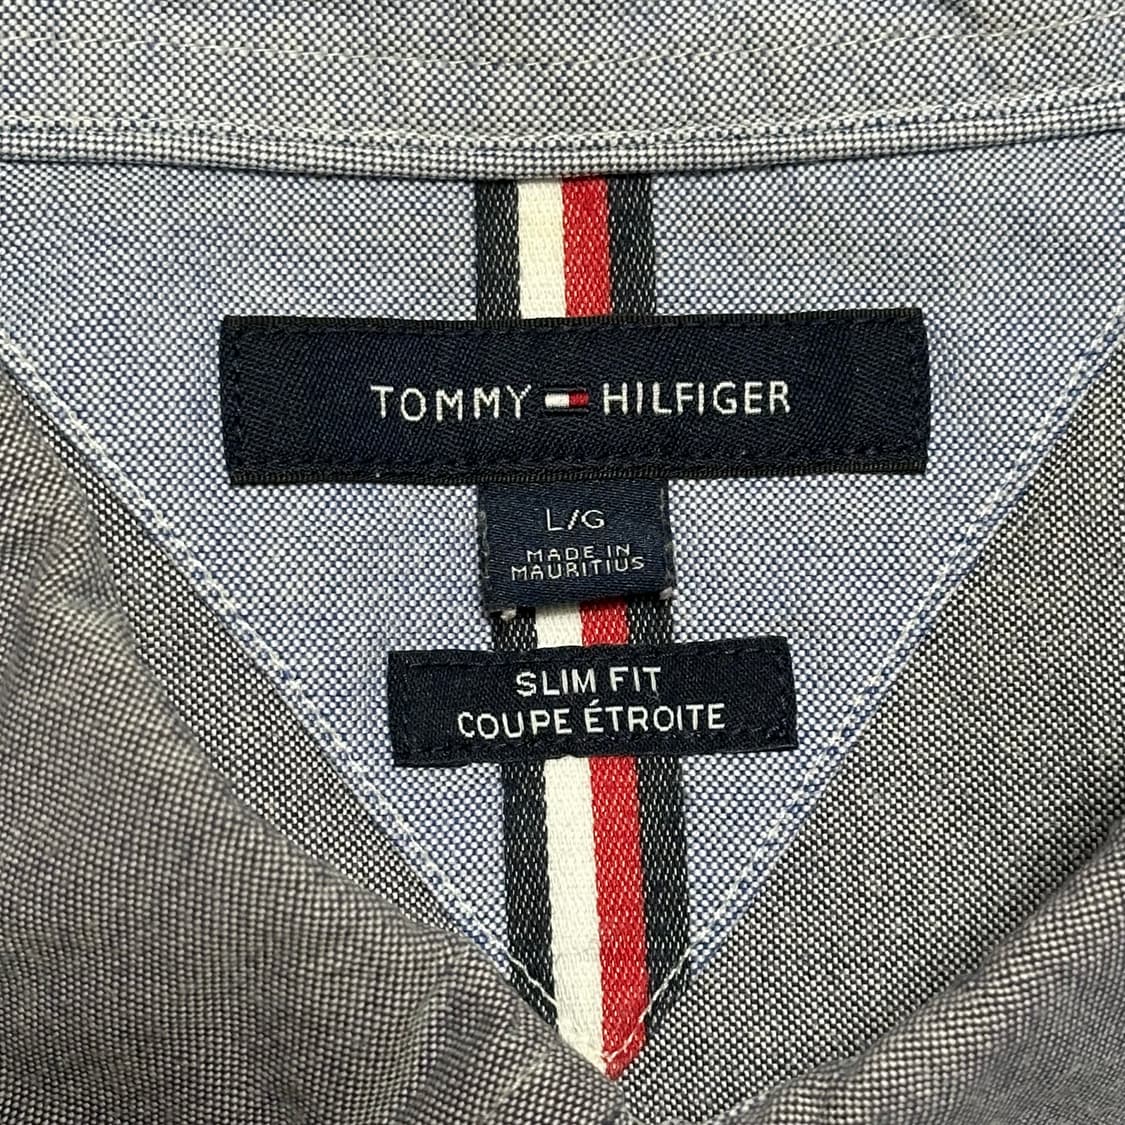 TOMMY HILFIGER
L/G
MADE IN
MAURITIUS
SLIM FIT
COUPE ÉTROITE